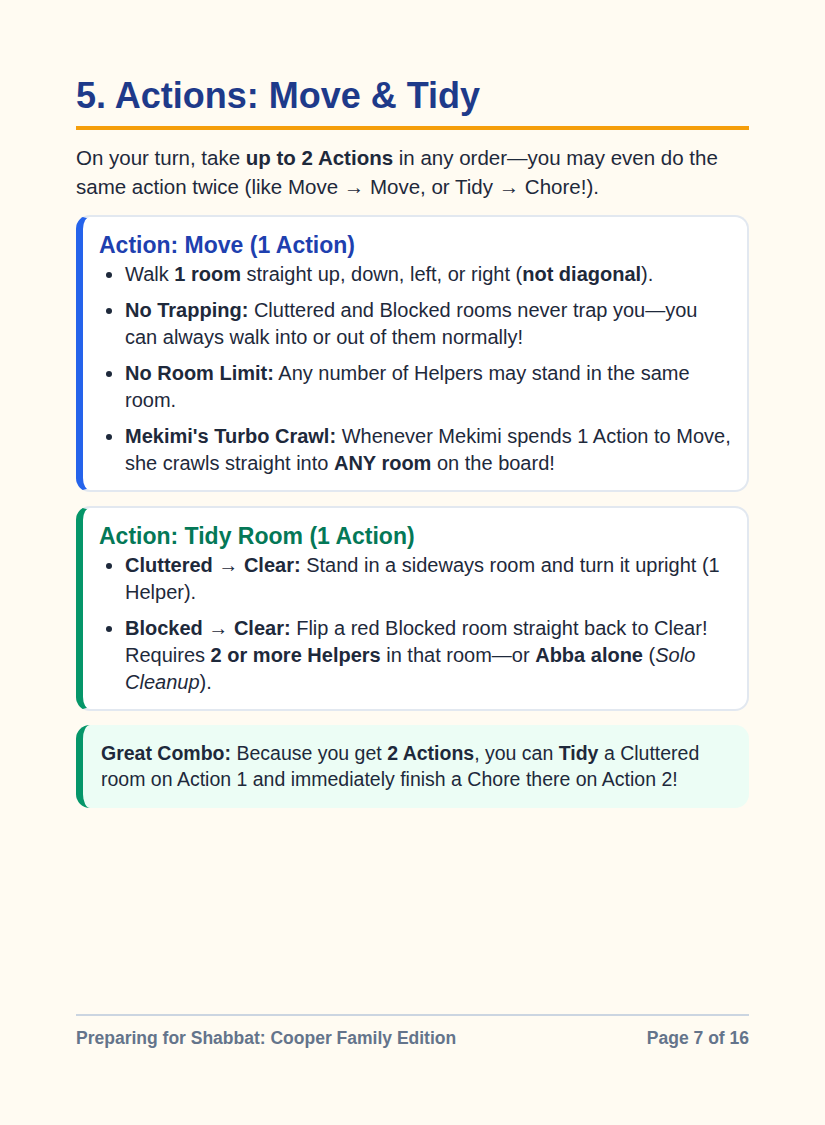 5. Actions: Move & Tidy
On your turn, take up to 2 Actions in any order—you may even do the
same action twice (like Move → Move, or Tidy → Chore!).
Action: Move (1 Action)
• Walk 1 room straight up, down, left, or right (not diagonal).
• No Trapping: Cluttered and Blocked rooms never trap you—you
can always walk into or out of them normally!
• No Room Limit: Any number of Helpers may stand in the same
room.
• Mekimi's Turbo Crawl: Whenever Mekimi spends 1 Action to Move,
she crawls straight into ANY room on the board!
Action: Tidy Room (1 Action)
• Cluttered → Clear: Stand in a sideways room and turn it upright (1
Helper).
• Blocked → Clear: Flip a red Blocked room straight back to Clear!
Requires 2 or more Helpers in that room—or Abba alone (Solo
Cleanup).
Great Combo: Because you get 2 Actions, you can Tidy a Cluttered
room on Action 1 and immediately finish a Chore there on Action 2!
Preparing for Shabbat: Cooper Family Edition
Page 7 of 16